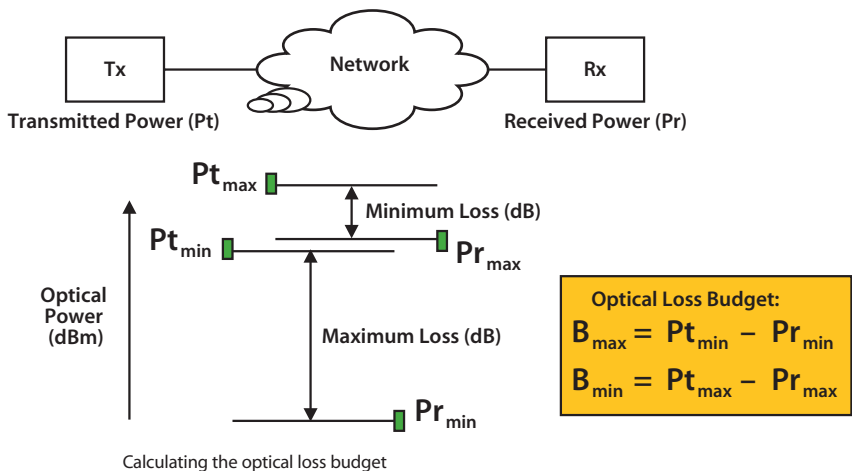 Tx
Network
Rx
Transmitted Power (Pt)
Received Power (Pr)
Pt max
Minimum Loss (dB)
Pt min
Pr max
Optical
Power
(dBm)
Maximum Loss (dB)
Pr min
Optical Loss Budget:
B max = Pt min – Pr min
B min = Pt max – Pr max
Calculating the optical loss budget